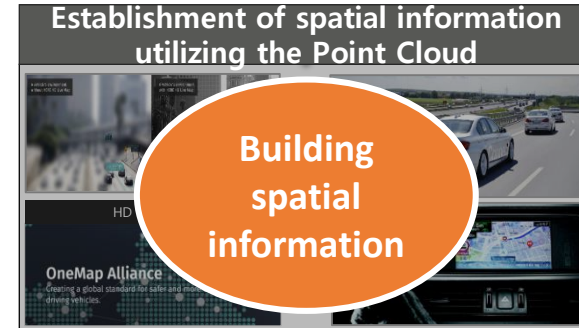 Establishment of spatial information
utilizing the Point Cloud
Building
spatial
information
HD
OneMap Alliance
Creating a global standard for safer and more
driving vehicles.